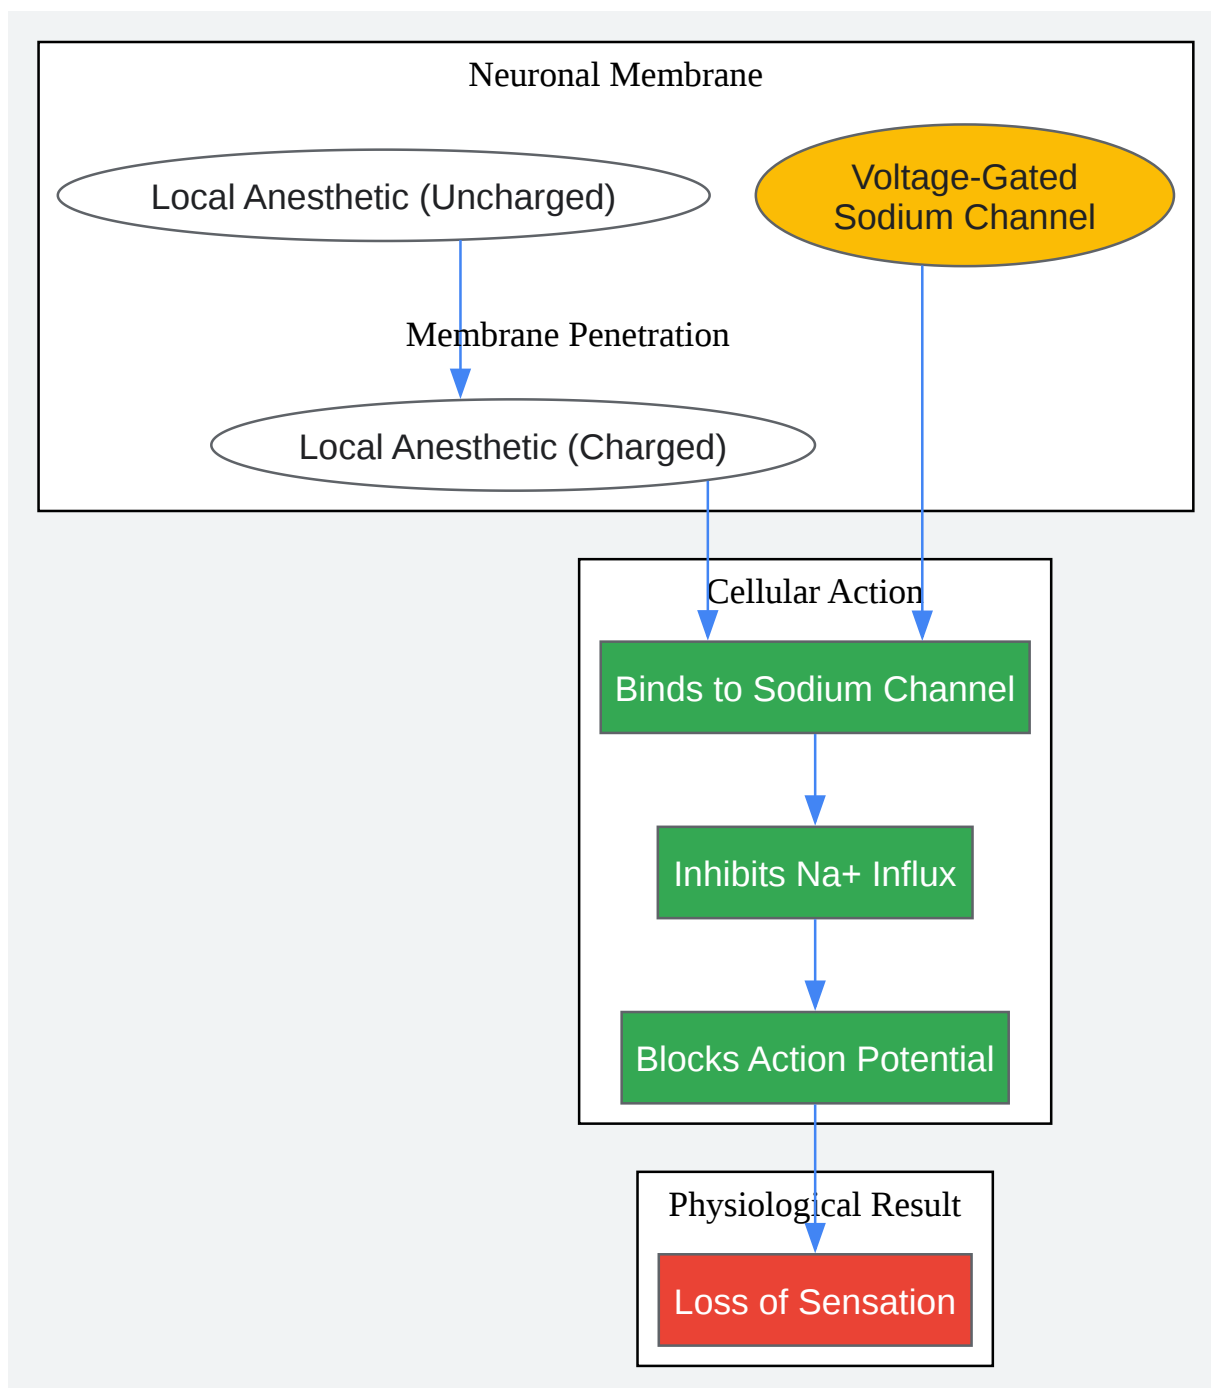 Neuronal Membrane
Local Anesthetic (Uncharged)
Voltage-Gated
Sodium Channel
Membrane Penetration
Local Anesthetic (Charged)
Cellular Action
Binds to Sodium Channel
Inhibits Na+ Influx
Blocks Action Potential
Physiological Result
Loss of Sensation